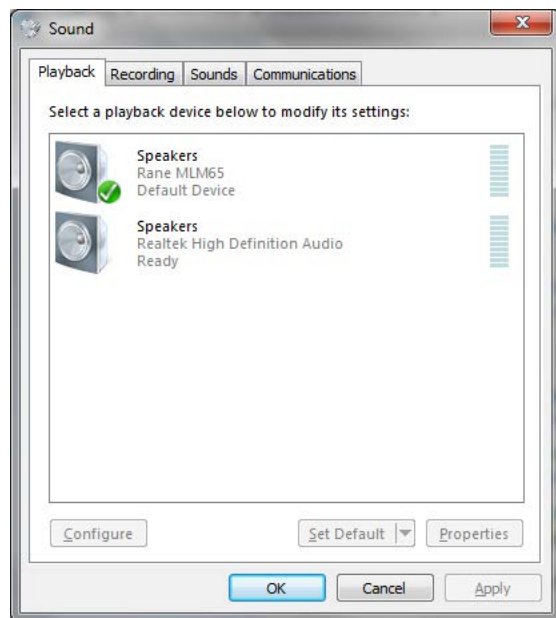 Sound
Playback Recording Sounds Communications
Select a playback device below to modify its settings:
Speakers
Rane MLM65
Default Device
Speakers
Realtek High Definition Audio
Ready
Configure Set Default Properties
OK Cancel Apply